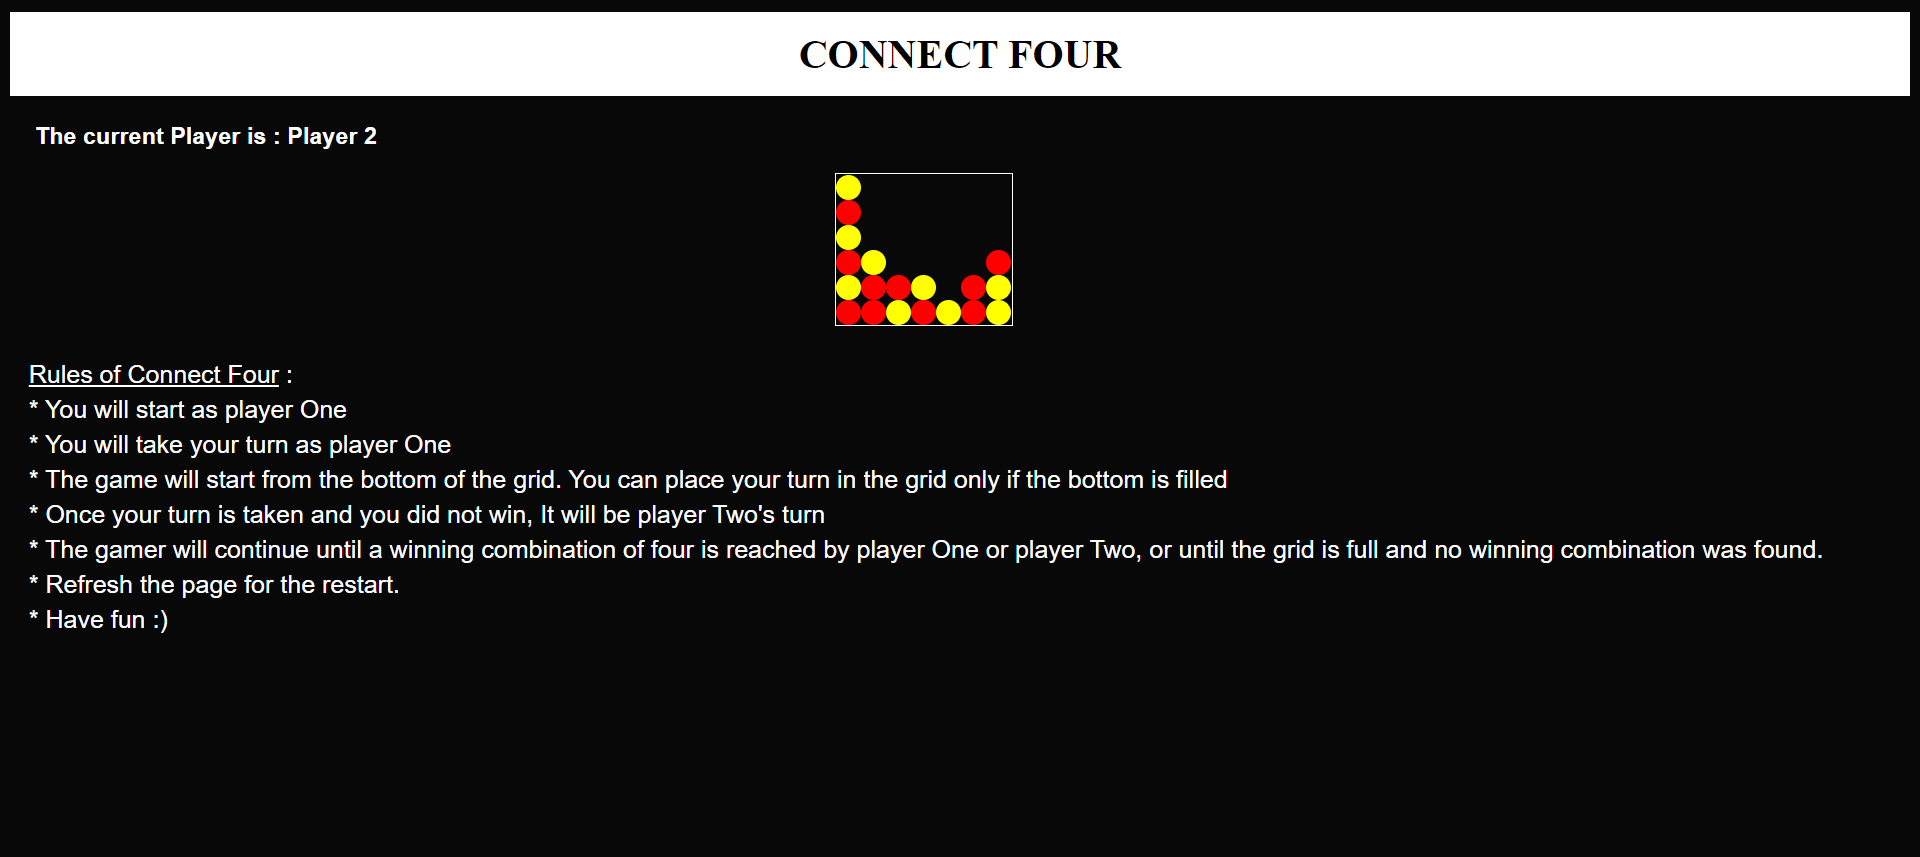 CONNECT FOUR
The current Player is : Player 2
Rules of Connect Four :
* You will start as player One
* You will take your turn as player One
* The game will start from the bottom of the grid. You can place your turn in the grid only if the bottom is filled
* Once your turn is taken and you did not win, It will be player Two's turn
* The gamer will continue until a winning combination of four is reached by player One or player Two, or until the grid is full and no winning combination was found.
* Refresh the page for the restart.
* Have fun :)